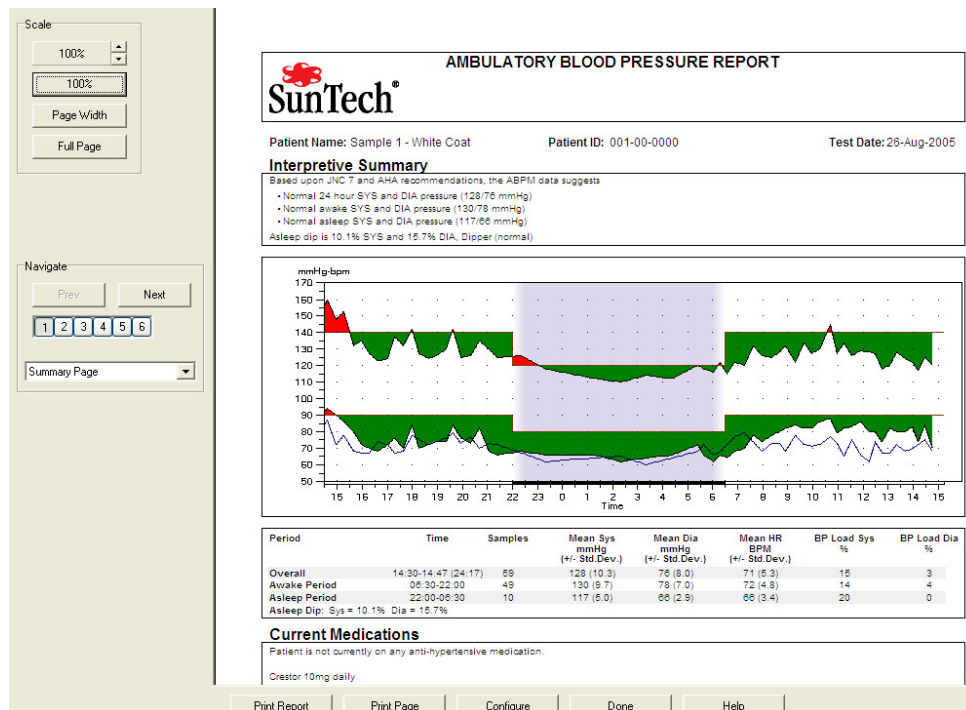 Scale
100%
100%
Page Width
Full Page
Navigate
Prev Next
1 2 3 4 5 6
Summary Page
SunTech®
AMBULATORY BLOOD PRESSURE REPORT
Patient Name: Sample 1 - White Coat Patient ID: 001-00-0000 Test Date: 26-Aug-2005
Interpretive Summary
Based upon JNC 7 and AHA recommendations, the ABPM data suggests
• Normal 24 hour SYS and DIA pressure (128/76 mmHg)
• Normal awake SYS and DIA pressure (130/78 mmHg)
• Normal asleep SYS and DIA pressure (117/66 mmHg)
Asleep dip is 10.1% SYS and 15.7% DIA, Dipper (normal)
mmHg-bpm
170
160
150
140
130
120
110
100
90
80
70
60
50
15 16 17 18 19 20 21 22 23 0 1 2 3 4 5 6 7 8 9 10 11 12 13 14 15
Time
Period Time Samples Mean Sys Mean Dia Mean HR BP Load Sys BP Load Dia
mmHg mmHg BPM % %
(+/- Std.Dev.) (+/- Std.Dev.) (+/- Std.Dev.)
Overall 14:30-14:47 (24:17) 59 128 (10.3) 76 (8.0) 71 (5.3) 15 3
Awake Period 06:30-22:00 49 130 (9.7) 78 (7.0) 72 (4.8) 14 4
Asleep Period 22:00-06:30 10 117 (5.0) 66 (2.9) 66 (3.4) 20 0
Asleep Dip: Sys = 10.1% Dia = 15.7%
Current Medications
Patient is not currently on any anti-hypertensive medication.
Crestor 10mg daily
Print Report Print Page Configure Done Help